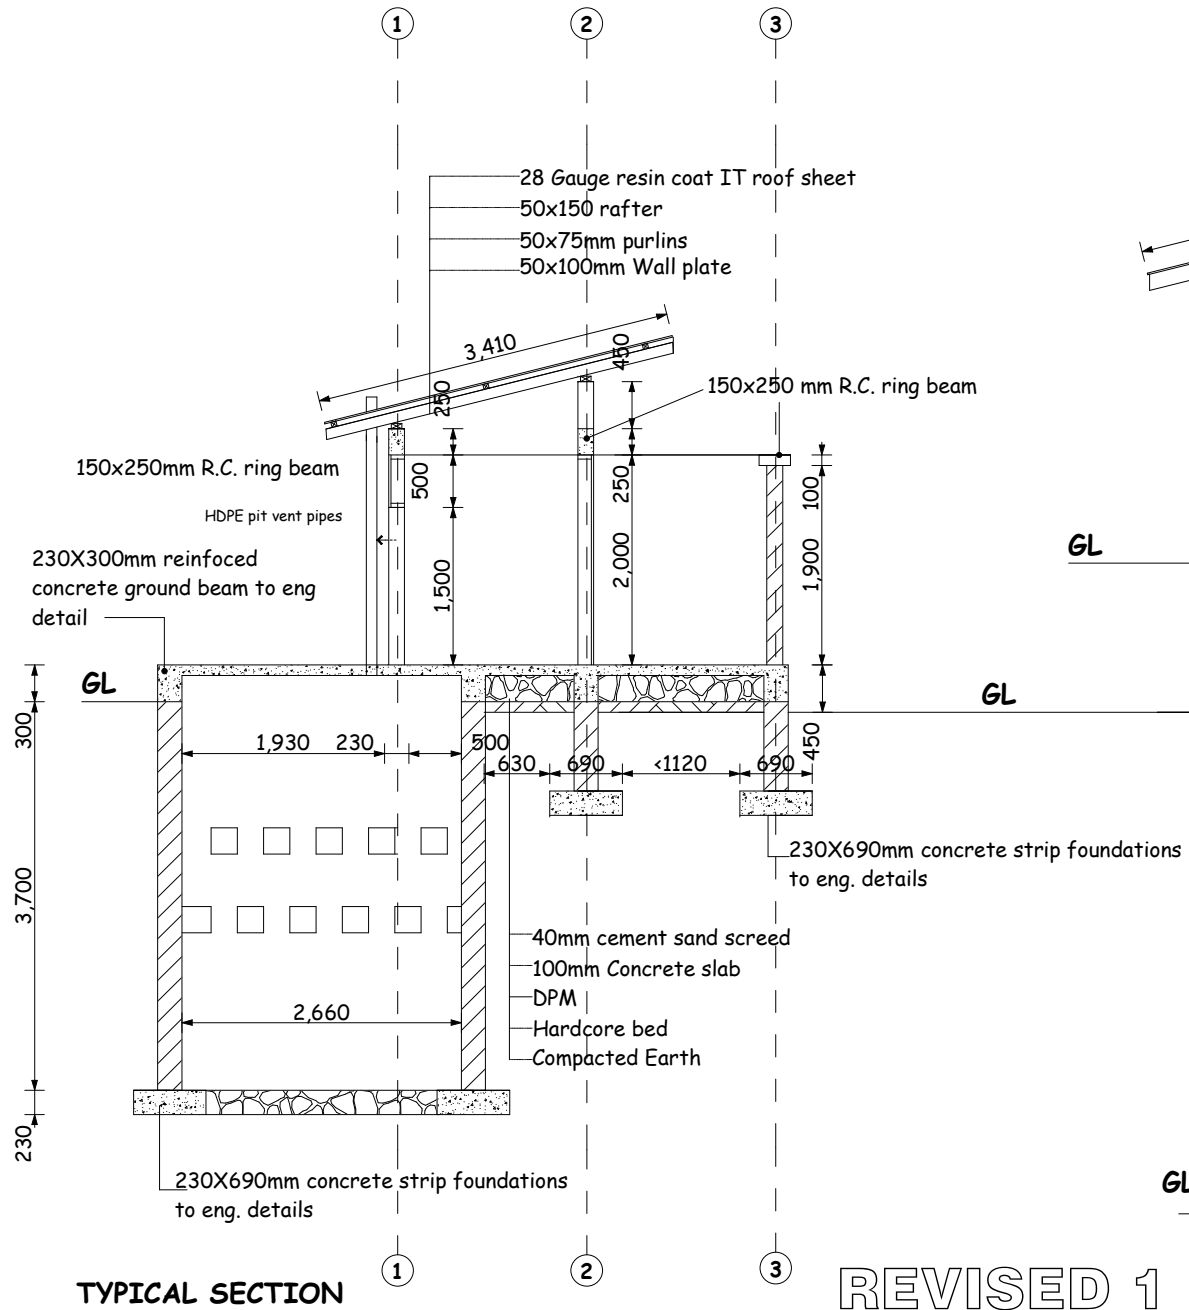 1
2
3
28 Gauge resin coat IT roof sheet
50x150 rafter
50x75mm purlins
50x100mm Wall plate
3,410
450
250
150x250 mm R.C. ring beam
150x250mm R.C. ring beam
500
250
100
HDPE pit vent pipes
230X300mm reinfoced
concrete ground beam to eng
detail
1,500
2,000
1,900
GL
GL
GL
300
1,930
230
500
630
690
<1120
690
450
230X690mm concrete strip foundations
to eng. details
3,700
40mm cement sand screed
100mm Concrete slab
DPM
Hardcore bed
Compacted Earth
2,660
230
230X690mm concrete strip foundations
to eng. details
GL
1
2
3
TYPICAL SECTION
REVISED 1